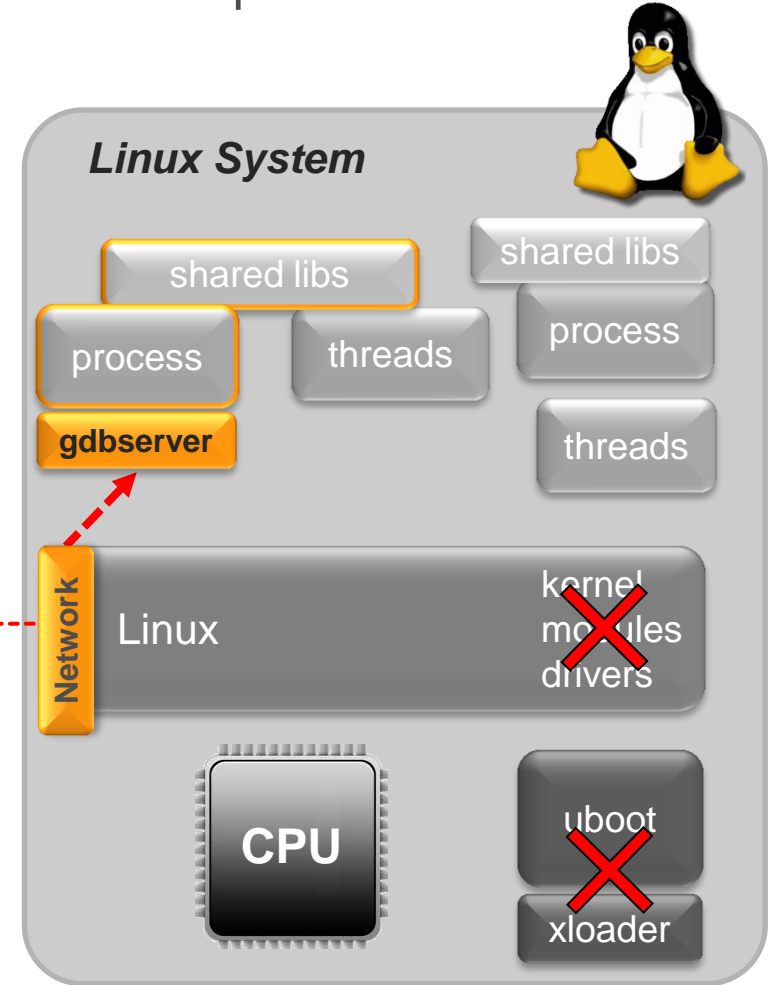 Linux System
shared libs
shared libs
process
threads
process
gdbserver
threads
Network
Linux
kernel
modules
drivers
CPU
uboot
xloader